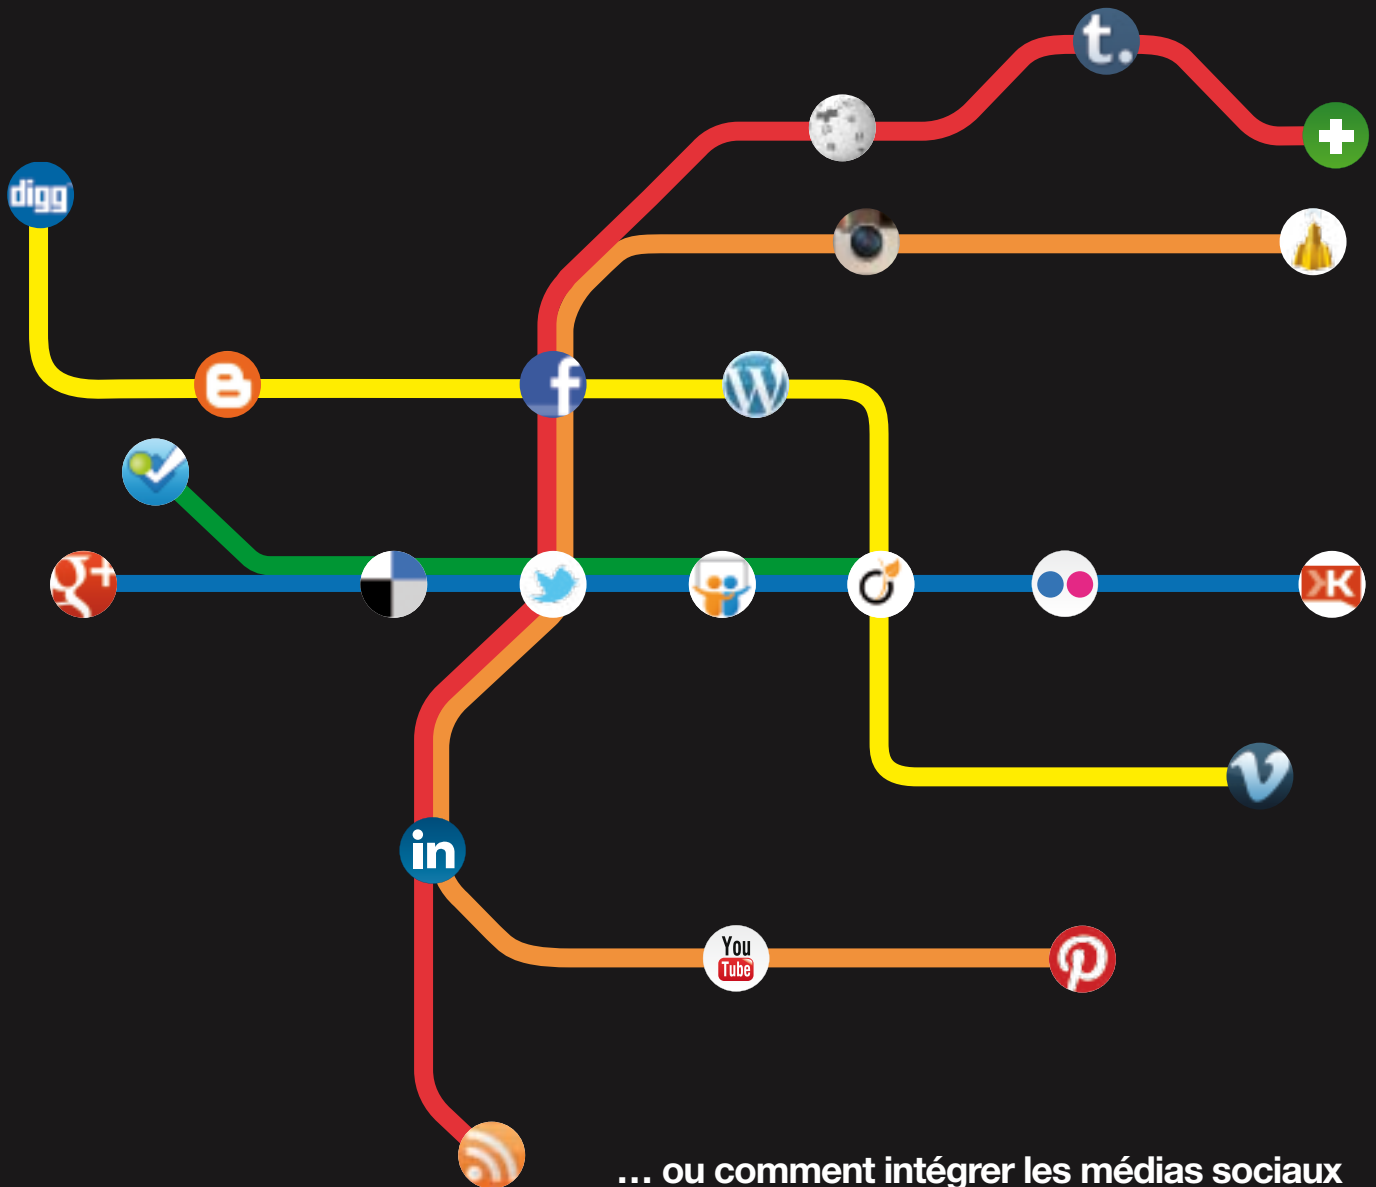 t.
digg
f
W
g+
K
in
You
Tube
… ou comment intégrer les médias sociaux